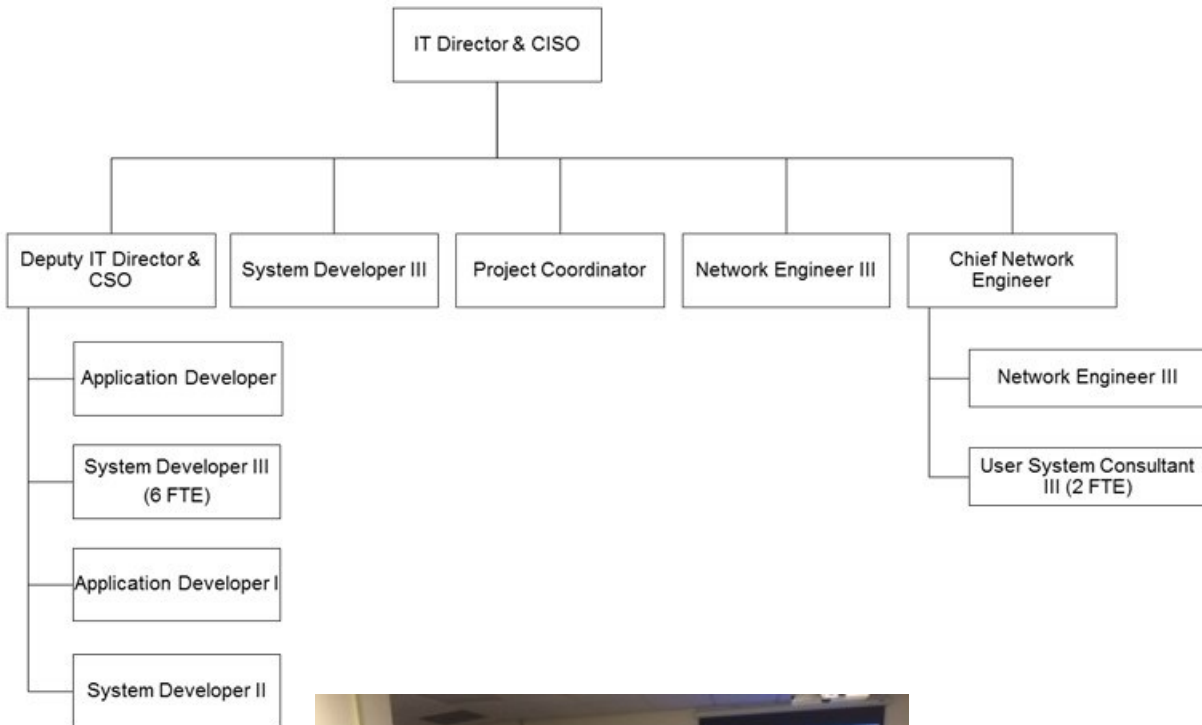 IT Director & CISO
Deputy IT Director &
CSO
System Developer III
Project Coordinator
Network Engineer III
Chief Network
Engineer
Application Developer
System Developer III
(6 FTE)
Application Developer I
System Developer II
Network Engineer III
User System Consultant
III (2 FTE)